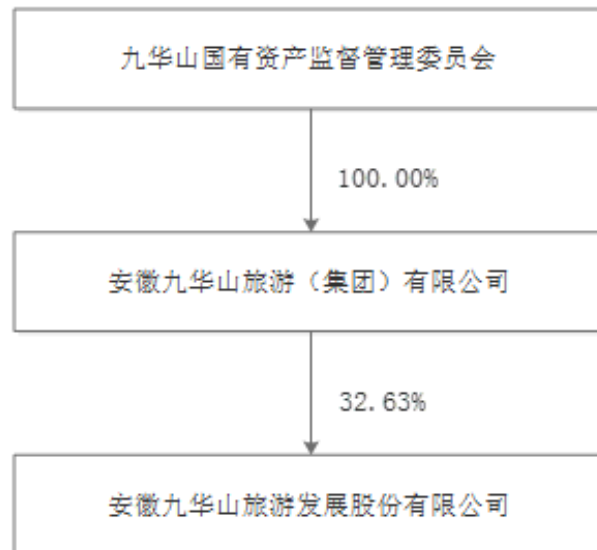 九华山国有资产监督管理委员会
100.00%
安徽九华山旅游（集团）有限公司
32.63%
安徽九华山旅游发展股份有限公司